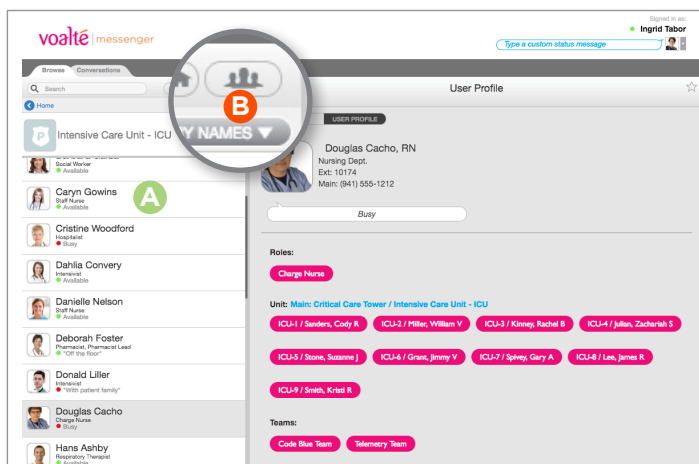 Signed in as:
Ingrid Tabor
voalté | messenger
Type a custom status message
Browse
Conversations
Search
User Profile
Home
B
Y NAMES ▼
USER PROFILE
P
Intensive Care Unit - ICU
Social Worker
Available
Caryn Gowins
Staff Nurse
Available
A
Cristine Woodford
Hospitalist
Busy
Dahlia Convery
Intensivist
Available
Danielle Nelson
Staff Nurse
Available
Deborah Foster
Pharmacist, Pharmacist Lead
"Off the floor"
Donald Liller
Intensivist
"With patient family"
Douglas Cacho
Charge Nurse
Busy
Hans Ashby
Respiratory Therapist
Available
Douglas Cacho, RN
Nursing Dept.
Ext: 10174
Main: (941) 555-1212
Busy
Roles:
Charge Nurse
Unit: Main: Critical Care Tower / Intensive Care Unit - ICU
ICU-1 / Sanders, Cody R ICU-2 / Miller, William V ICU-3 / Kinney, Rachel B ICU-4 / Julian, Zachariah S
ICU-5 / Stone, Suzanne J ICU-6 / Grant, Jimmy V ICU-7 / Spivey, Gary A ICU-8 / Lee, James R
ICU-9 / Smith, Kristi R
Teams:
Code Blue Team Telemetry Team